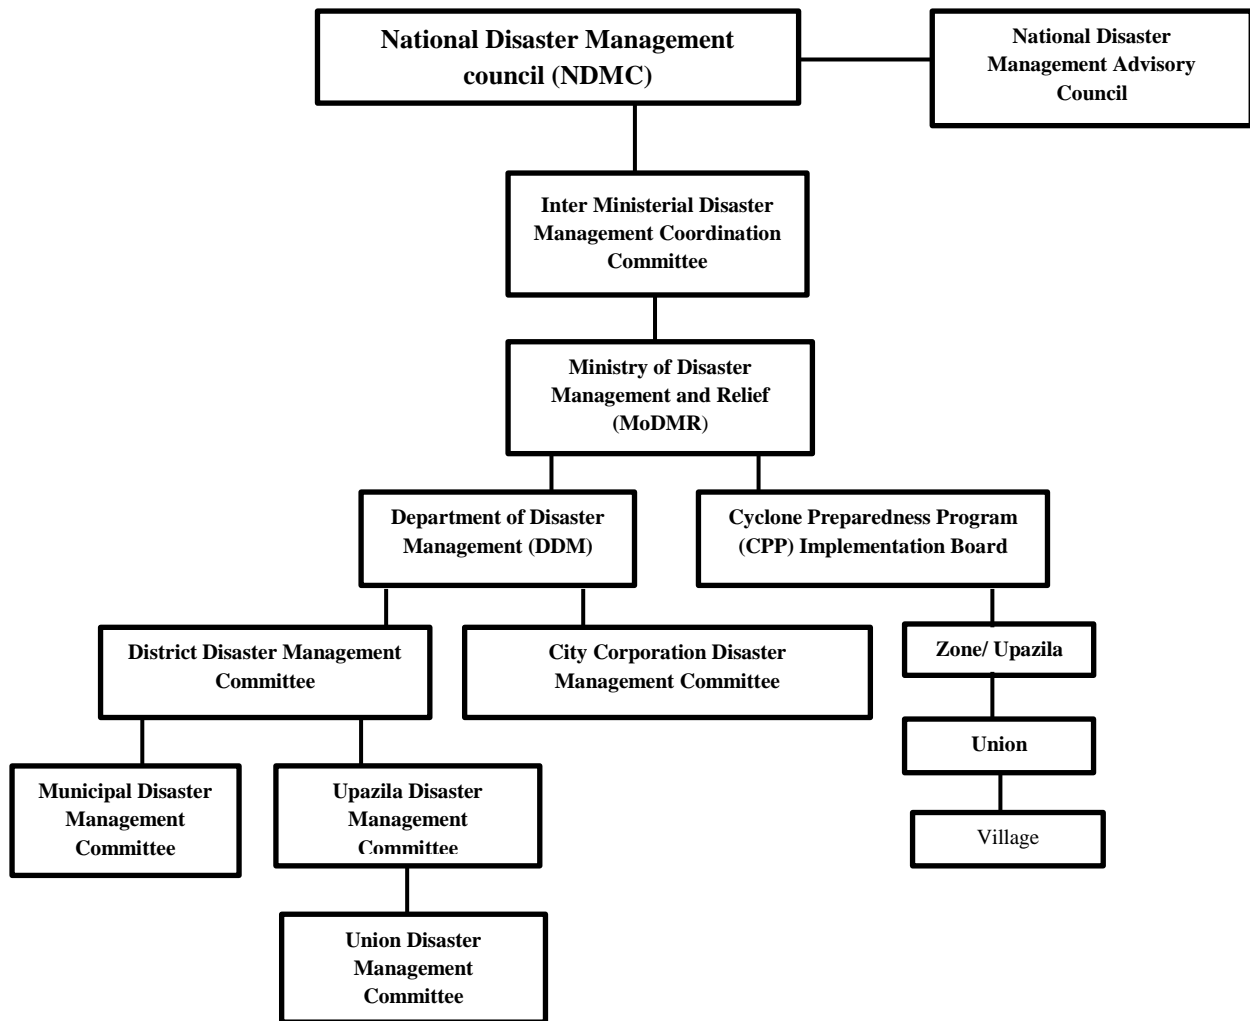 National Disaster Management
council (NDMC)
National Disaster
Management Advisory
Council
Inter Ministerial Disaster
Management Coordination
Committee
Ministry of Disaster
Management and Relief
(MoDMR)
Department of Disaster
Management (DDM)
Cyclone Preparedness Program
(CPP) Implementation Board
District Disaster Management
Committee
City Corporation Disaster
Management Committee
Zone/ Upazila
Union
Municipal Disaster
Management
Committee
Upazila Disaster
Management
Committee
Village
Union Disaster
Management
Committee